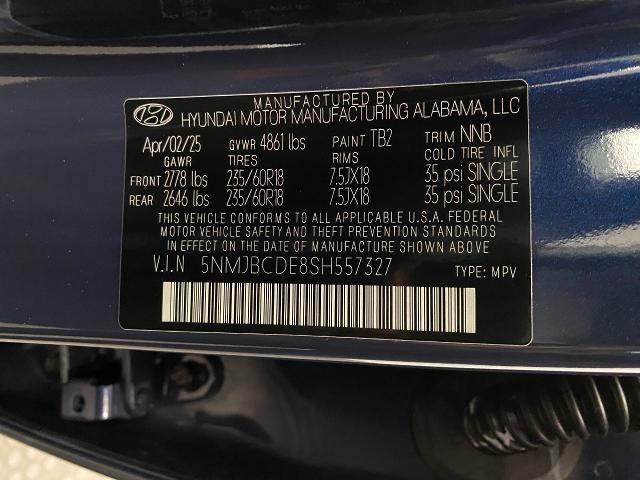 MANUFACTURED BY
HYUNDAI MOTOR MANUFACTURING ALABAMA, LLC
Apr/02/25 GVWR 4861 lbs PAINT TB2 TRIM NNB
GAWR TIRES RIMS COLD TIRE INFL
FRONT 2778 lbs 235/60R18 7.5JX18 35 psi SINGLE
REAR 2646 lbs 235/60R18 7.5JX18 35 psi SINGLE
THIS VEHICLE CONFORMS TO ALL APPLICABLE U.S.A. FEDERAL
MOTOR VEHICLE SAFETY AND THEFT PREVENTION STANDARDS
IN EFFECT ON THE DATE OF MANUFACTURE SHOWN ABOVE
V.I.N 5NMJBCDE8SH557327 TYPE: MPV